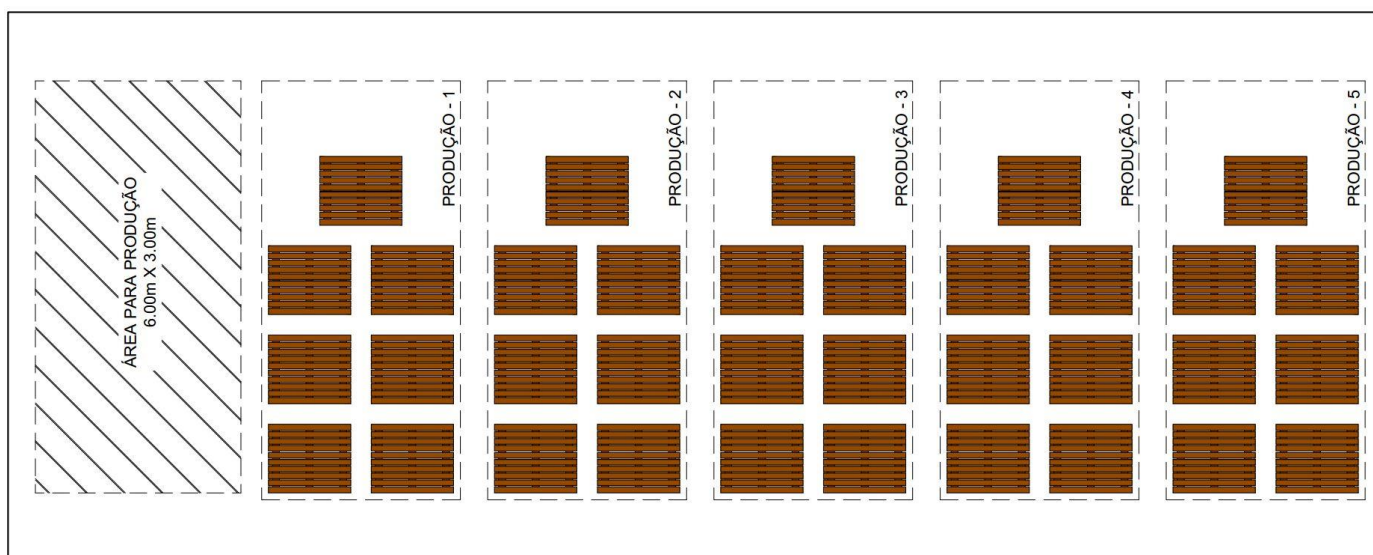 ÁREA PARA PRODUÇÃO
6.00m X 3.00m
PRODUÇÃO - 1
PRODUÇÃO - 2
PRODUÇÃO - 3
PRODUÇÃO - 4
PRODUÇÃO - 5